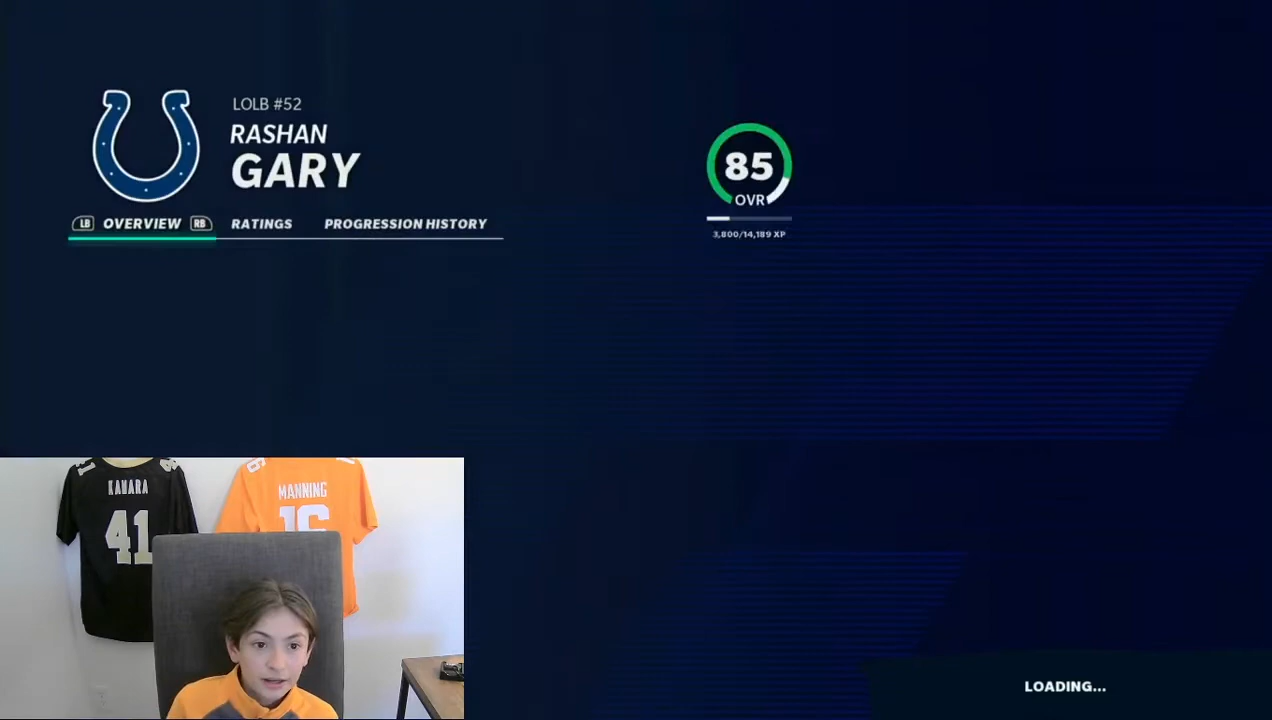 LOLB #52
RASHAN
GARY
LB OVERVIEW RB RATINGS PROGRESSION HISTORY
85
OVR
3,800/14,189 XP
KAMARA
41
MANNING
16
LOADING...